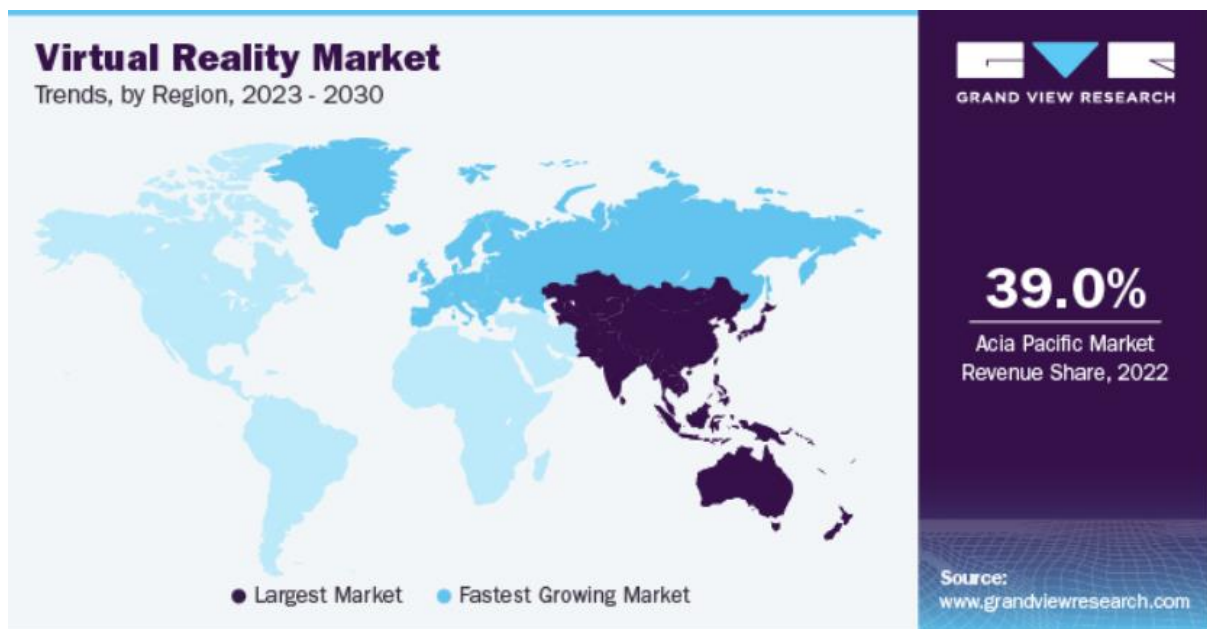 Virtual Reality Market
Trends, by Region, 2023 - 2030
GRAND VIEW RESEARCH
39.0%
Acia Pacific Market
Revenue Share, 2022
Largest Market
Fastest Growing Market
Source:
www.grandviewresearch.com